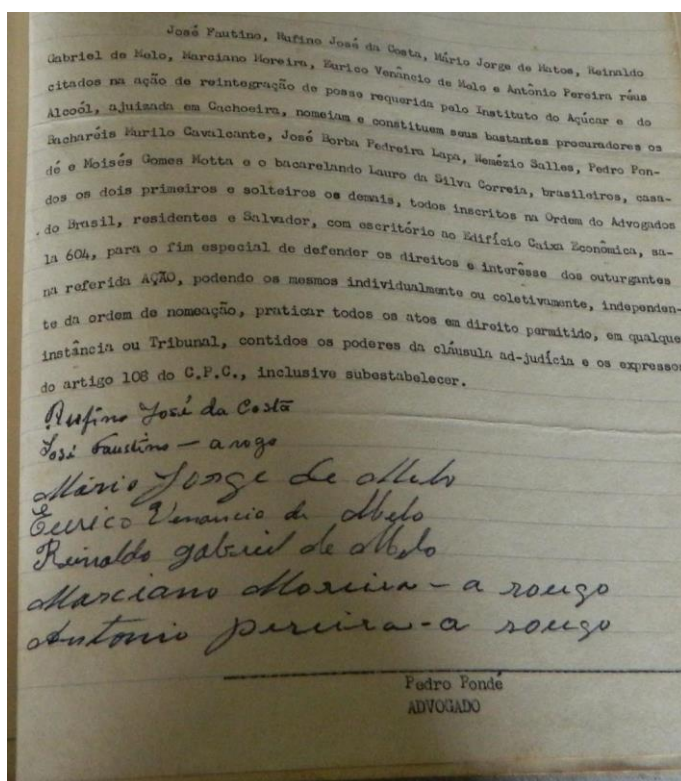 José Fautino, Rufino José da Costa, Mário Jorge de Matos, Reinaldo
Gabriel de Melo, Marciano Moreira, Eurico Venâncio de Malo e Antônio Pereira réus
citados na ação de reintegração de posse requerida pelo Instituto do Açúcar e do
Alcoól, ajuizada em Cachoeira, nomeiam e constituem seus bastantes procuradores os
Bacharéis Murilo Cavalcante, José Borba Pedreira Lapa, Nemézio Salles, Pedro Pon-
dé e Moisés Gomes Motta e o bacarelando Lauro da Silva Correia, brasileiros, casa-
dos os dois primeiros e solteiros os demais, todos inscritos na Ordem do Advogados
do Brasil, residentes e Salvador, com escritório ao Edifício Caixa Econômica, sa-
la 604, para o fim especial de defender os direitos e interêsse dos outurgantes
na referida AÇÃO, podendo os mesmos individualmente ou coletivamente, independen-
te da ordem de nomeação, praticar todos os atos em direito permitido, em qualque
instância ou Tribunal, contidos os poderes da cláusula ad-judícia e os expressos
do artigo 108 do C.P.C., inclusive subestabelecer.
Rufino José da Costa
José Faustino - a rogo
Mário Jorge de Melo
Eurico Venancio de Melo
Reinaldo gabriel de Melo
Marciano Moreira - a rougo
Antonio pereira - a rougo
Pedro Pondé
ADVOGADO